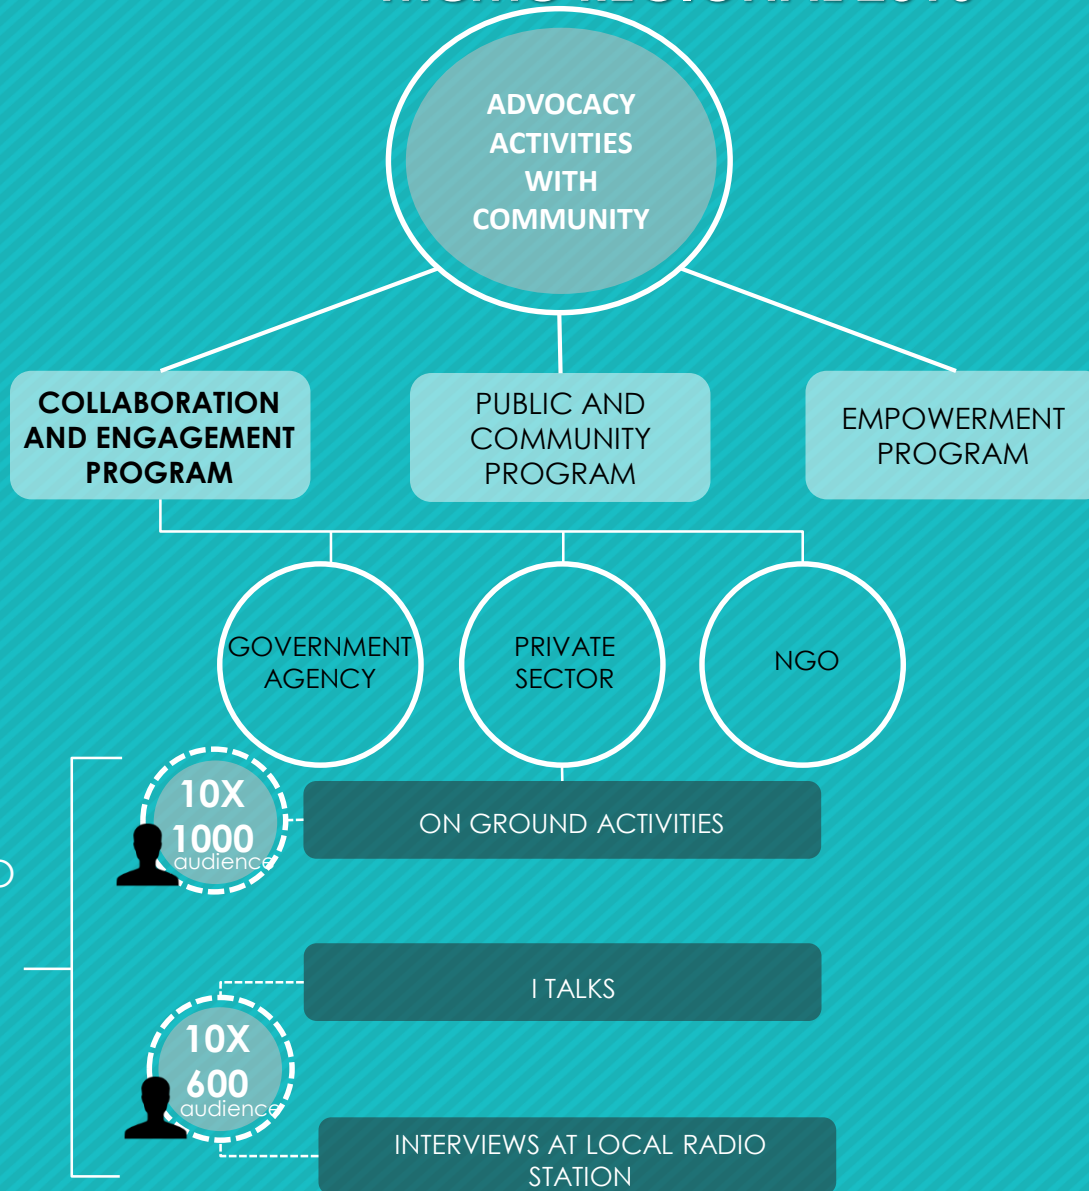 ADVOCACY
ACTIVITIES
WITH
COMMUNITY
COLLABORATION
AND ENGAGEMENT
PROGRAM
PUBLIC AND
COMMUNITY
PROGRAM
EMPOWERMENT
PROGRAM
GOVERNMENT
AGENCY
PRIVATE
SECTOR
NGO
10X
1000
audience
ON GROUND ACTIVITIES
I TALKS
10X
600
audience
INTERVIEWS AT LOCAL RADIO
STATION